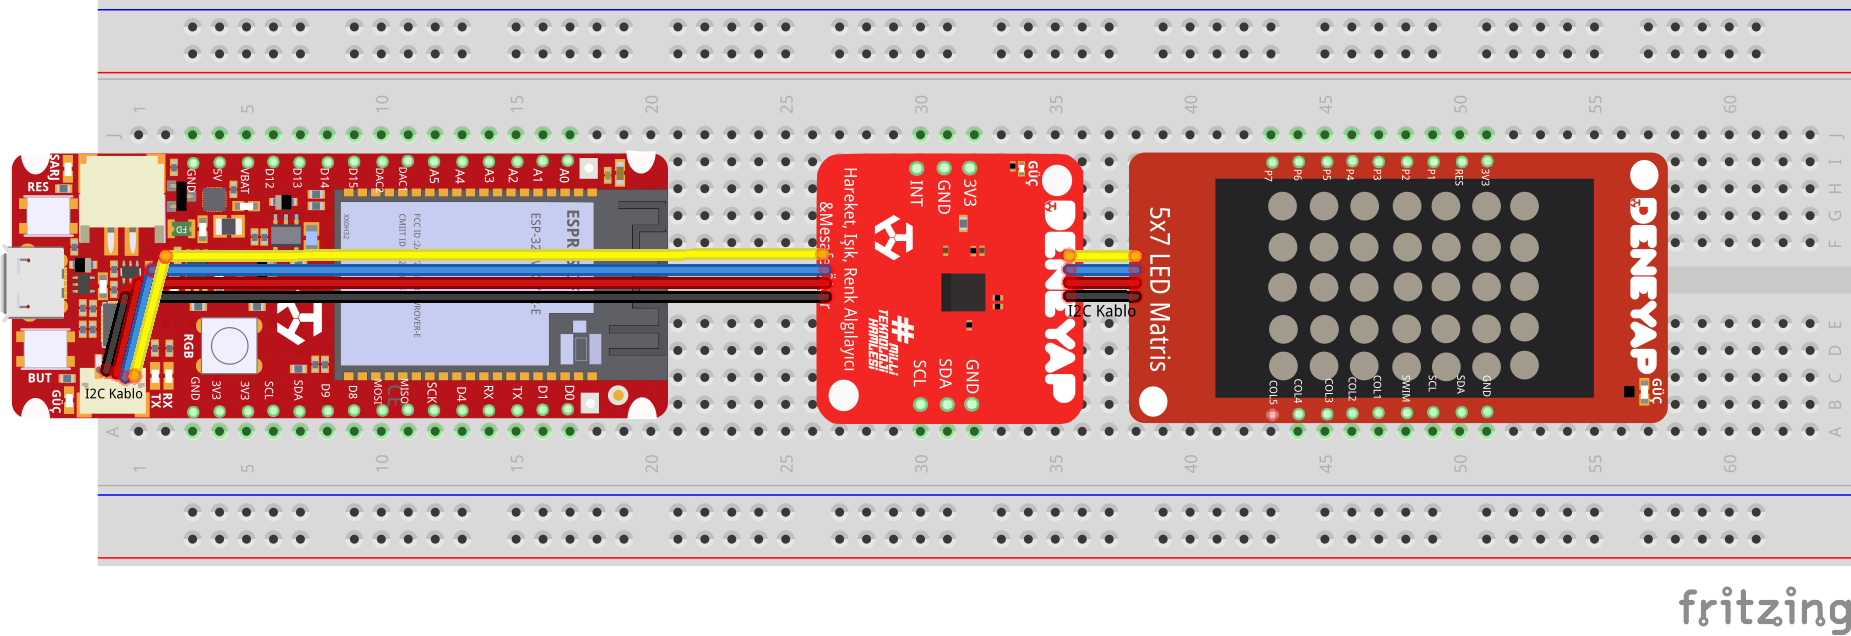 1 5 10 15 20 25 30 35 40 45 50 55 60
J J
I
H
G
F
E
D
C
B
A A
1 5 10 15 20 25 30 35 40 45 50 55 60
ŞARJ
RES
BUT
GÜÇ
GND 5V VBAT D12 D13 D14 D15 DAC2 DAC1 A5 A4 A3 A2 A1 A0
RGB
RX
TX
GND 3V3 3V3 SCL SDA D9 D8 MOSI MISO SCK D4 RX TX D1 D0
I2C Kablo
INT GND 3V3
GÜÇ
Hareket, Işık, Renk Algılayıcı
DENEYAP
#MİLLİ
TEKNOLOJİ
HAMLESİ
SCL SDA GND
I2C Kablo
5x7 LED Matris
P7 P6 P5 P4 P3 P2 P1 RES 3V3
COL5 COL4 COL3 COL2 COL1 SWIM SCL SDA GND
DENEYAP
GÜÇ
fritzing